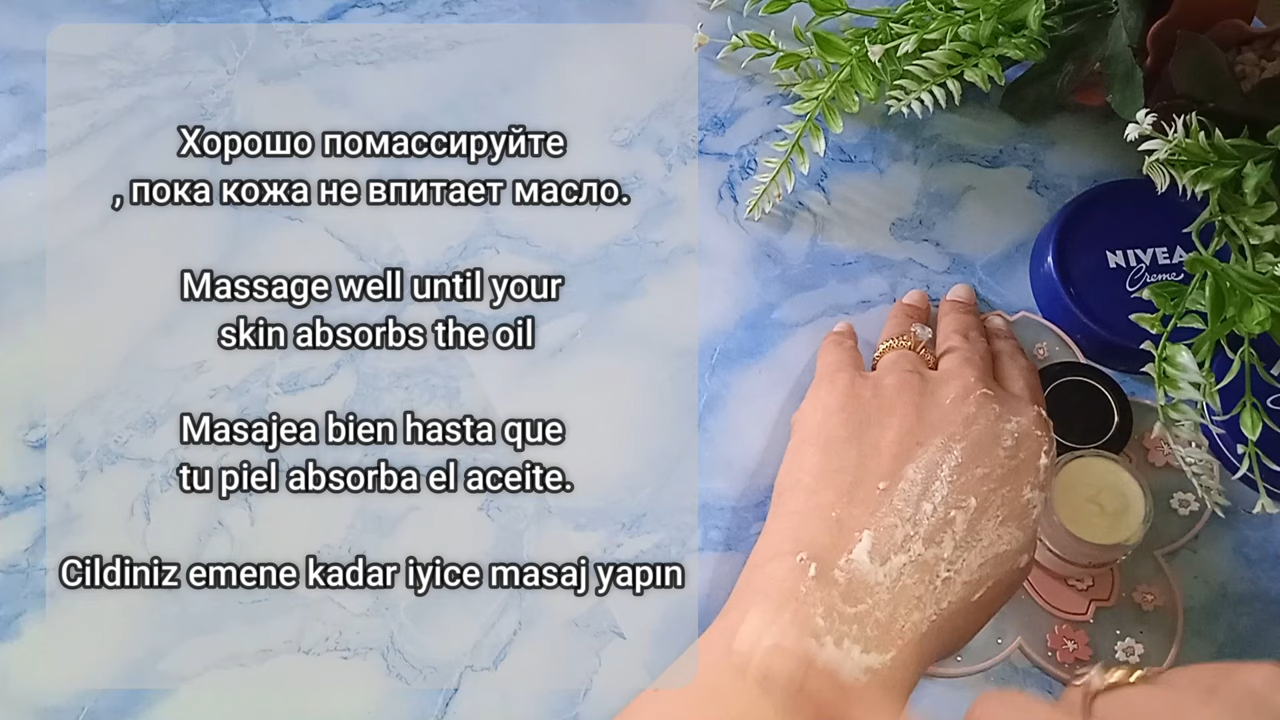 Хорошо помассируйте
, пока кожа не впитает масло.
Massage well until your
skin absorbs the oil
Masajea bien hasta que
tu piel absorba el aceite.
Cildiniz emene kadar iyice masaj yapın
NIVEA
Creme